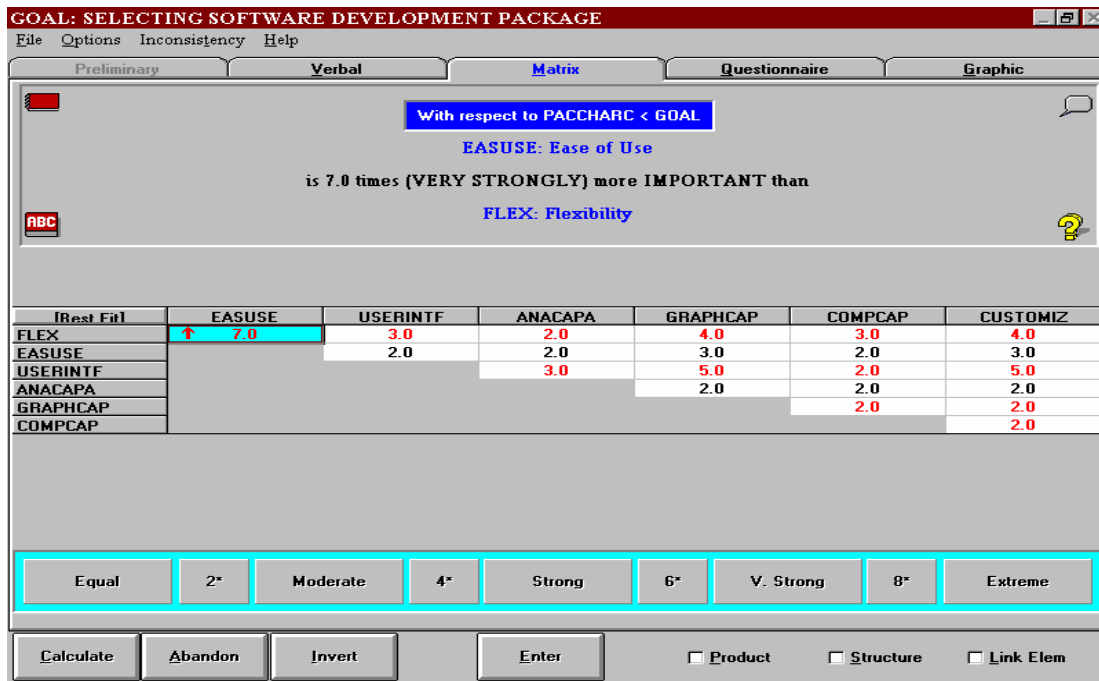 GOAL: SELECTING SOFTWARE DEVELOPMENT PACKAGE
File Options Inconsistency Help
Preliminary Verbal Matrix Questionnaire Graphic
With respect to PACCHARC < GOAL
EASUSE: Ease of Use
is 7.0 times (VERY STRONGLY) more IMPORTANT than
FLEX: Flexibility
ABC
[Best Fit] EASUSE USERINTF ANACAPA GRAPHCAP COMPCAP CUSTOMIZ
FLEX 7.0 3.0 2.0 4.0 3.0 4.0
EASUSE 2.0 2.0 3.0 2.0 3.0
USERINTF 3.0 5.0 2.0 5.0
ANACAPA 2.0 2.0 2.0
GRAPHCAP 2.0 2.0
COMPCAP 2.0
Equal 2* Moderate 4* Strong 6* V. Strong 8* Extreme
Calculate Abandon Invert Enter Product Structure Link Elem